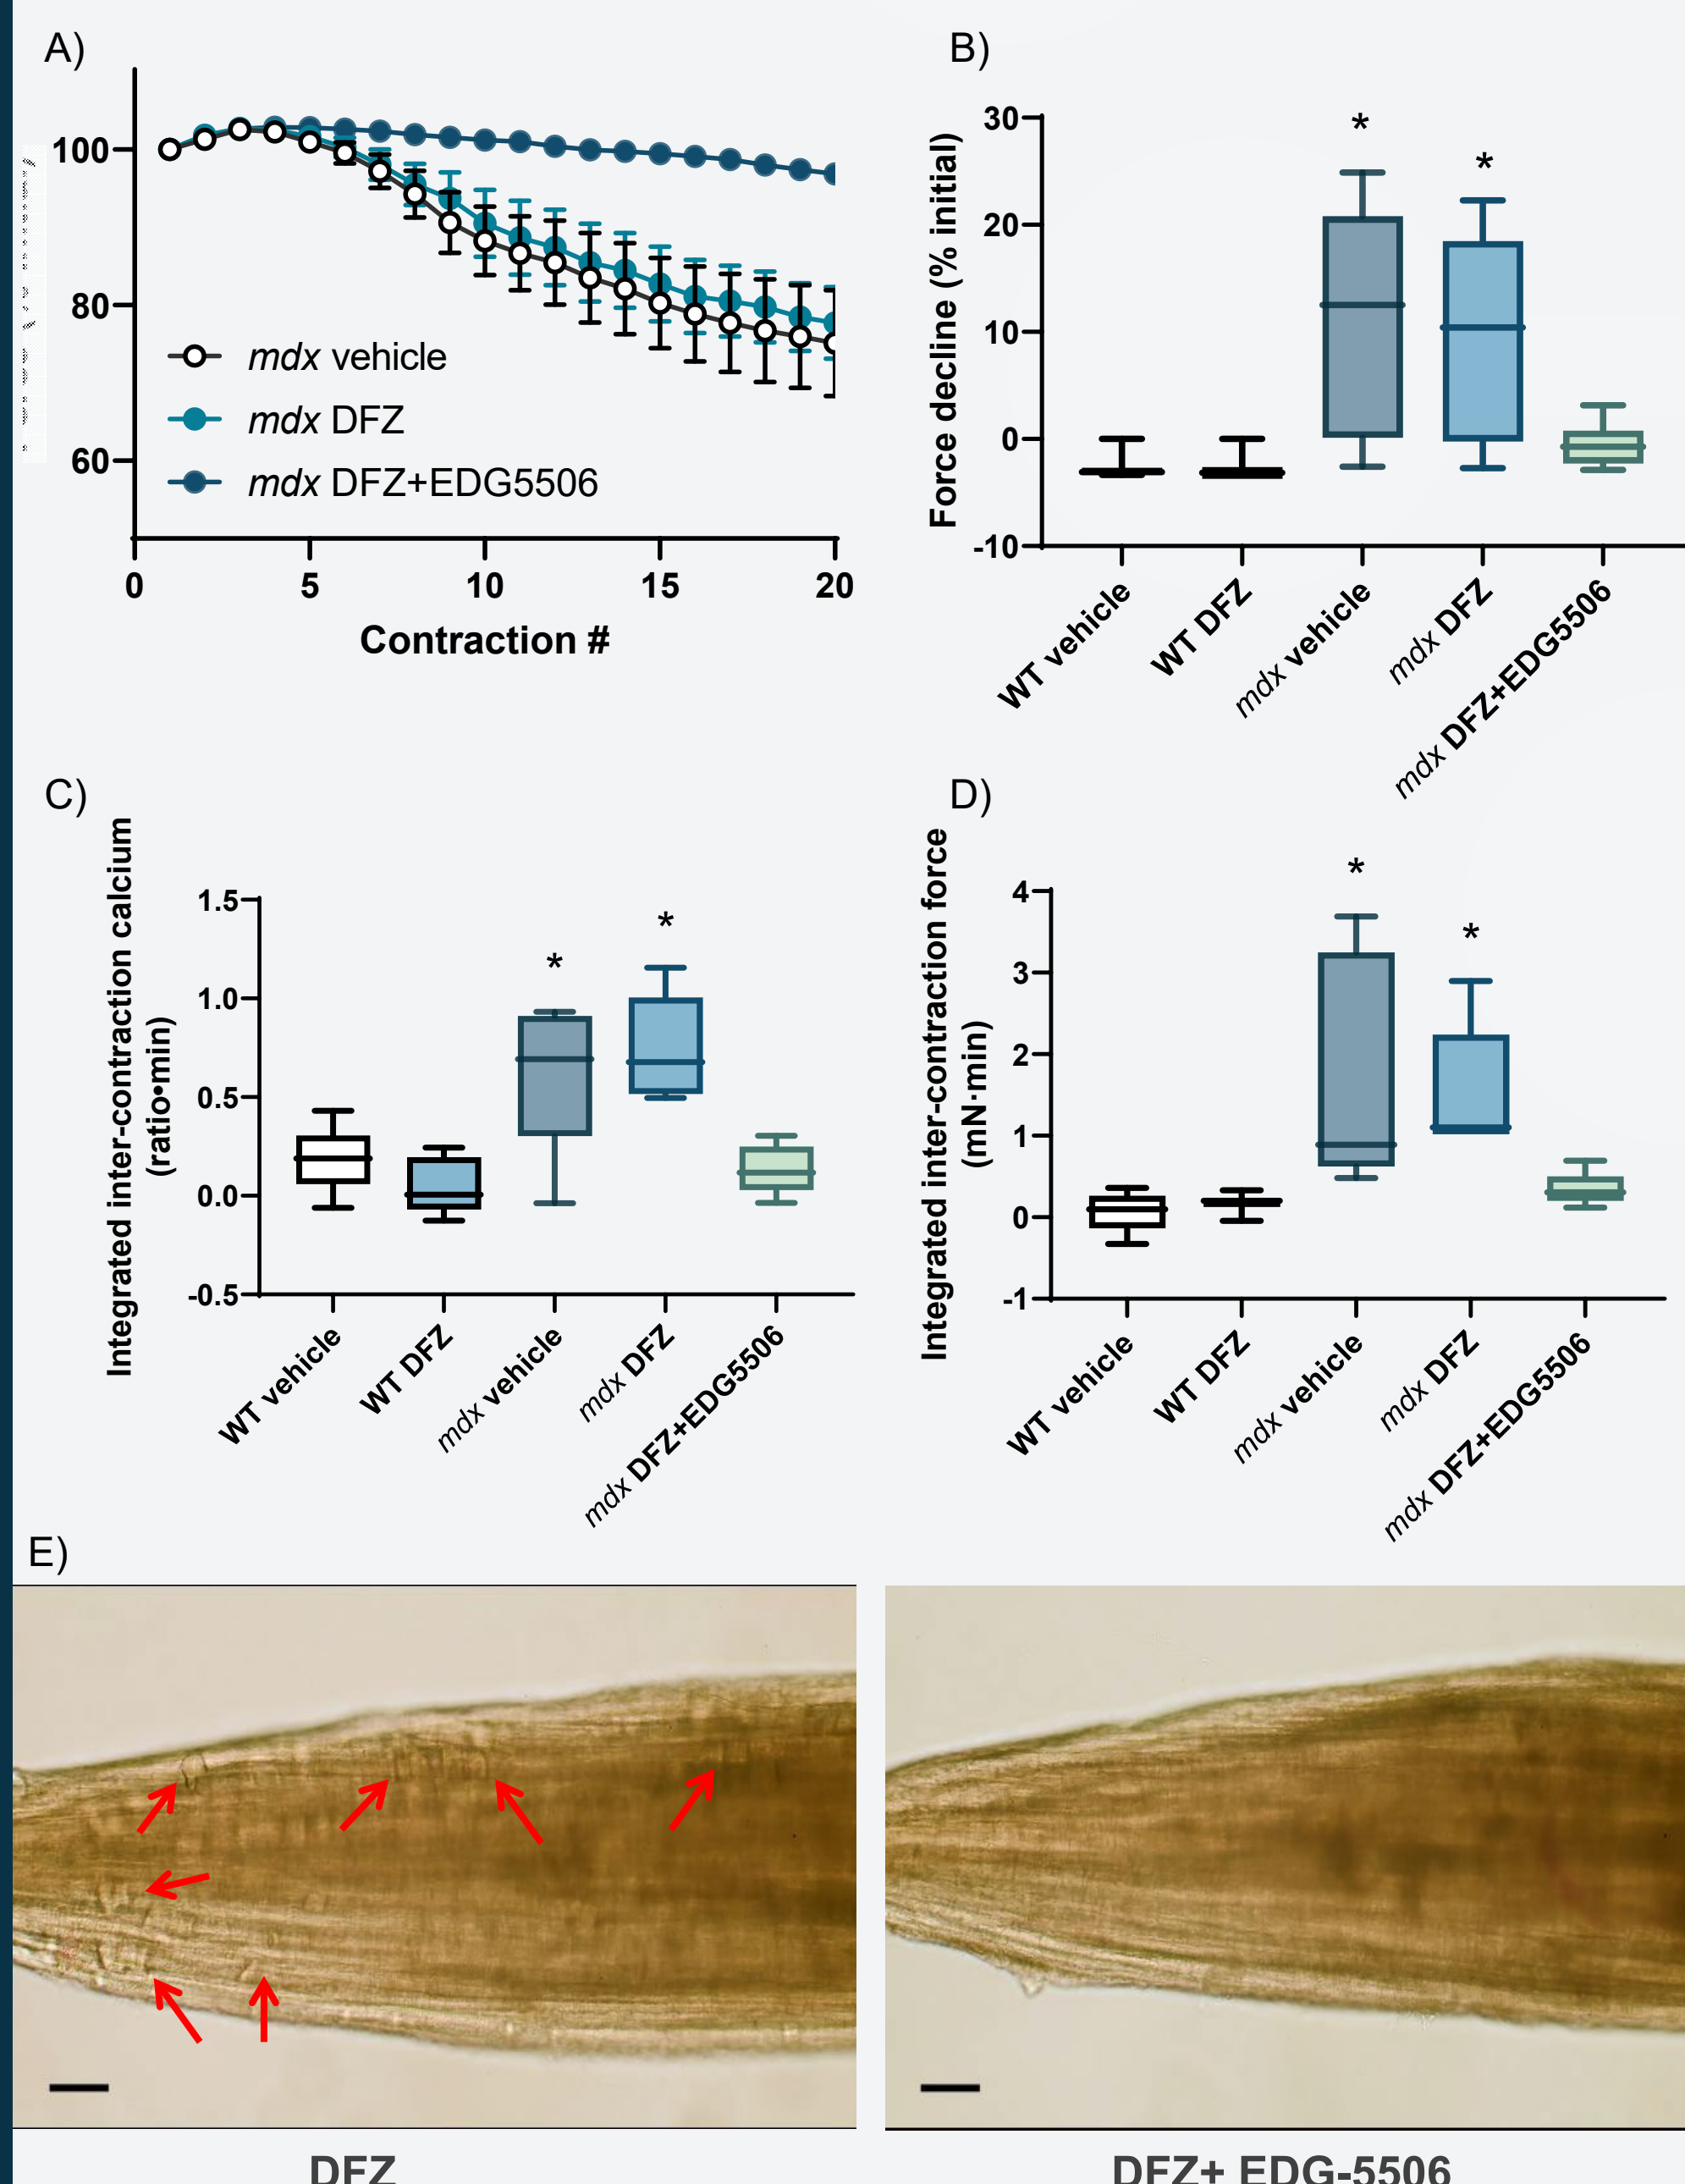 A)
100
80
60
mdx vehicle
mdx DFZ
mdx DFZ+EDG5506
0 5 10 15 20
Contraction #
B)
Force decline (% initial)
30
20
10
0
-10
* *
WT vehicle
WT DFZ
mdx vehicle
mdx DFZ
mdx DFZ+EDG5506
C)
Integrated inter-contraction calcium
(ratio•min)
1.5
1.0
0.5
0.0
-0.5
* *
WT vehicle
WT DFZ
mdx vehicle
mdx DFZ
mdx DFZ+EDG5506
D)
Integrated inter-contraction force
(mN·min)
4
3
2
1
0
-1
* *
WT vehicle
WT DFZ
mdx vehicle
mdx DFZ
mdx DFZ+EDG5506
E)
DFZ
DFZ+ EDG-5506